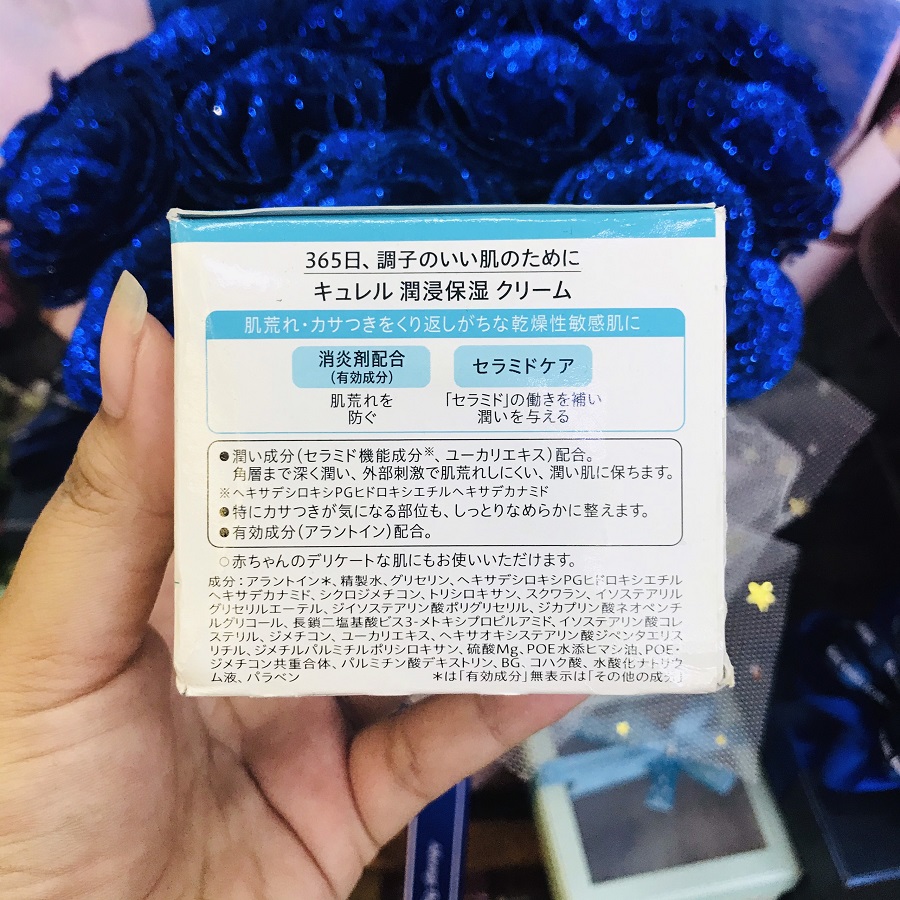 365日、調子のいい肌のために
キュレル 潤浸保湿 クリーム
肌荒れ・カサつきをくり返しがちな乾燥性敏感肌に
消炎剤配合
(有効成分)
肌荒れを
防ぐ
セラミドケア
「セラミド」の働きを補い
潤いを与える
●潤い成分(セラミド機能成分※、ユーカリエキス)配合。
角層まで深く潤い、外部刺激で肌荒れしにくい、潤い肌に保ちます。
※ヘキサデシロキシPGヒドロキシエチルヘキサデカナミド
●特にカサつきが気になる部位も、しっとりなめらかに整えます。
●有効成分(アラントイン)配合。
○赤ちゃんのデリケートな肌にもお使いいただけます。
成分：アラントイン＊、精製水、グリセリン、ヘキサデシロキシPGヒドロキシエチル
ヘキサデカナミド、シクロジメチコン、トリシロキサン、スクワラン、イソステアリル
グリセリルエーテル、ジイソステアリン酸ポリグリセリル、ジカプリン酸ネオペンチ
ルグリコール、長鎖二塩基酸ビス3-メトキシプロピルアミド、イソステアリン酸コレ
ステリル、ジメチコン、ユーカリエキス、ヘキサオキシステアリン酸ジペンタエリス
リチル、ジメチルパルミチルポリシロキサン、硫酸Mg、POE水添ヒマシ油、POE・
ジメチコン共重合体、パルミチン酸デキストリン、BG、コハク酸、水酸化ナトリウ
ム液、パラベン ＊は「有効成分」無表示は「その他の成分」